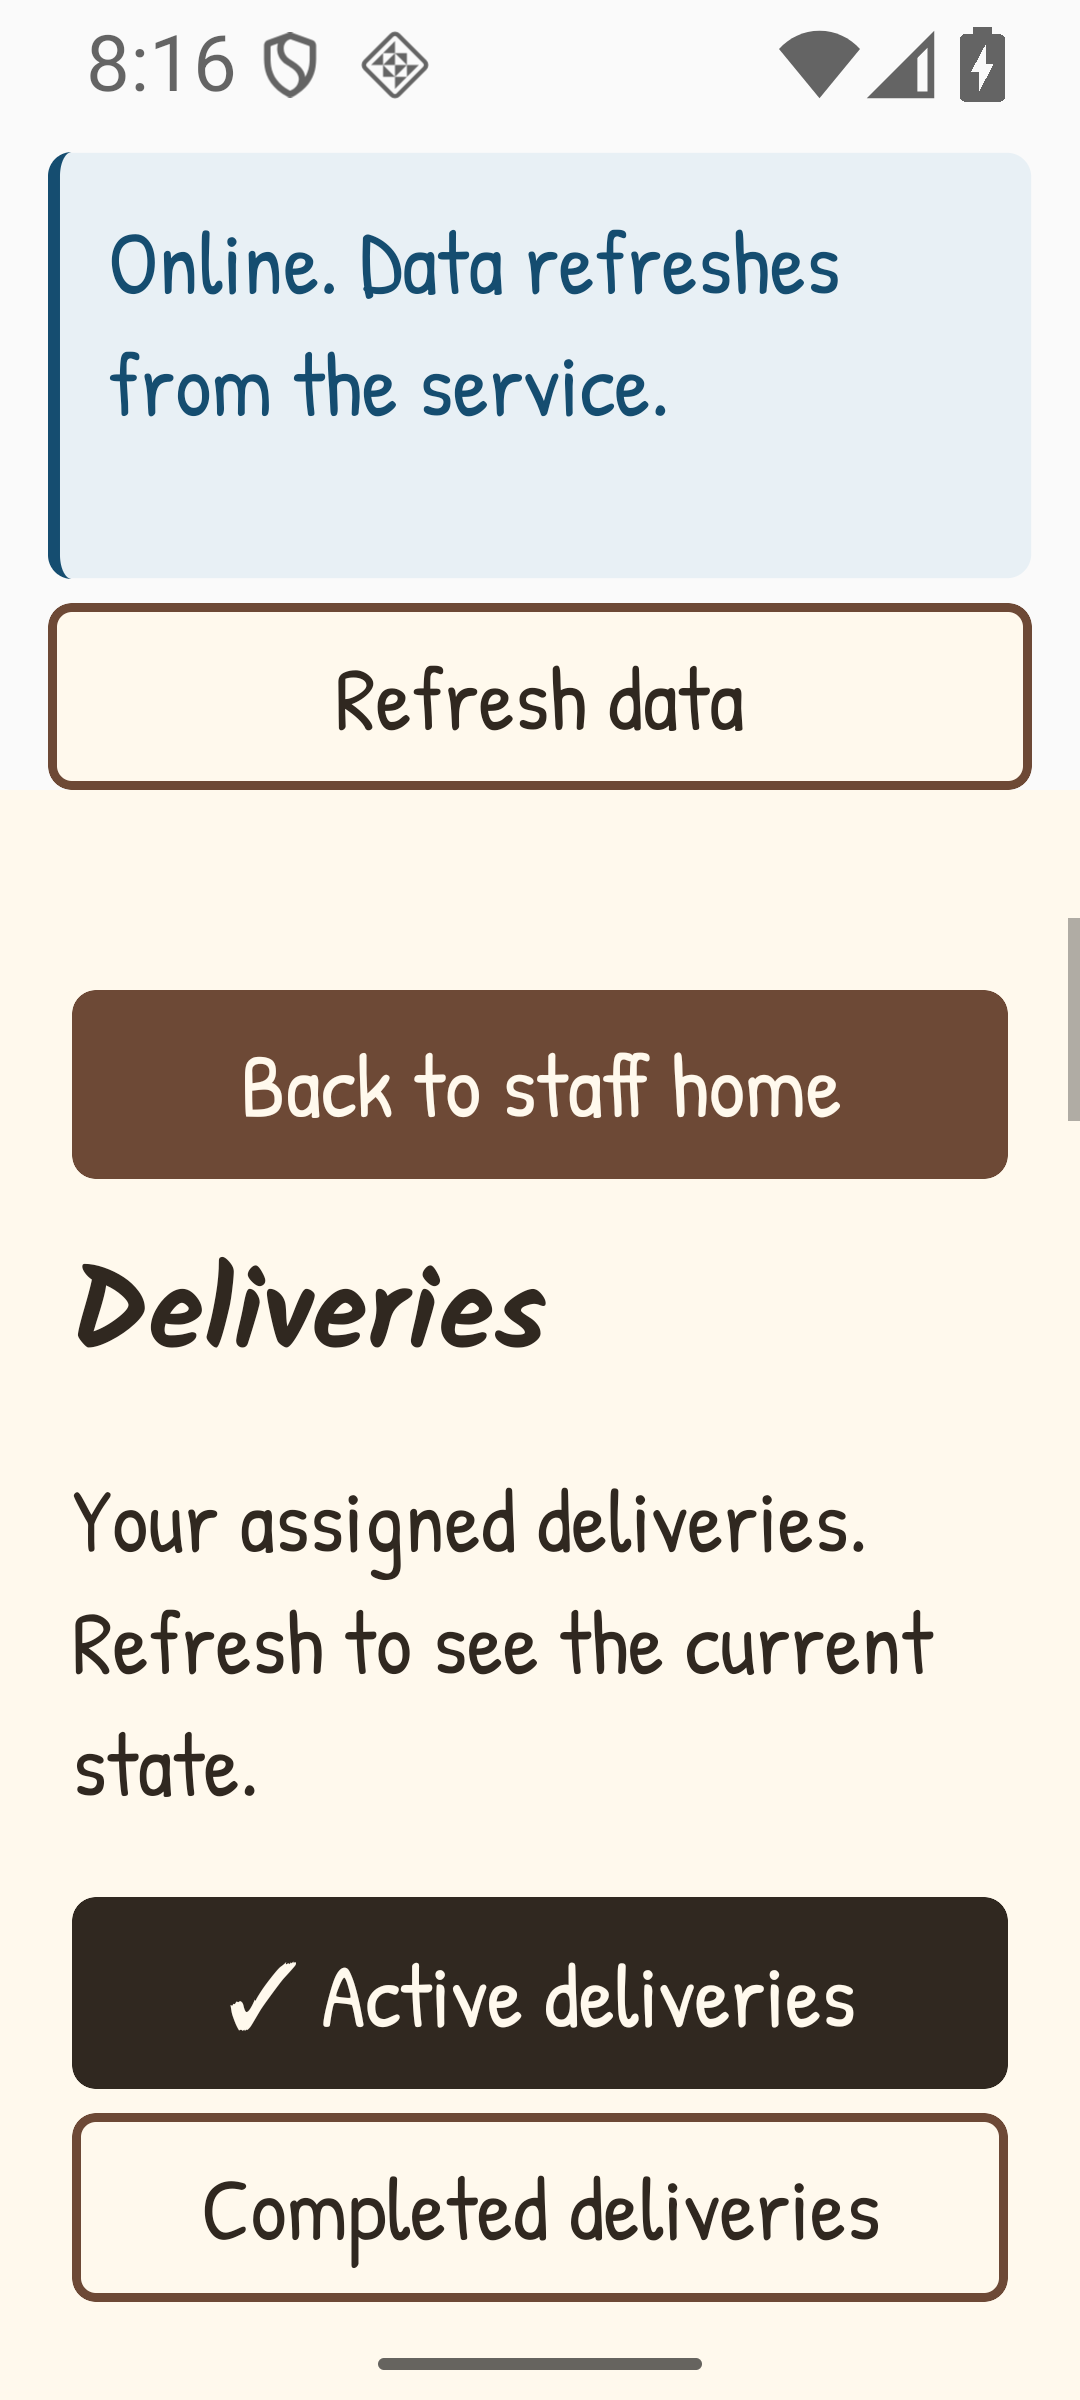 8:16
Online. Data refreshes
from the service.
Refresh data
Back to staff home
Deliveries
Your assigned deliveries.
Refresh to see the current
state.
✓ Active deliveries
Completed deliveries